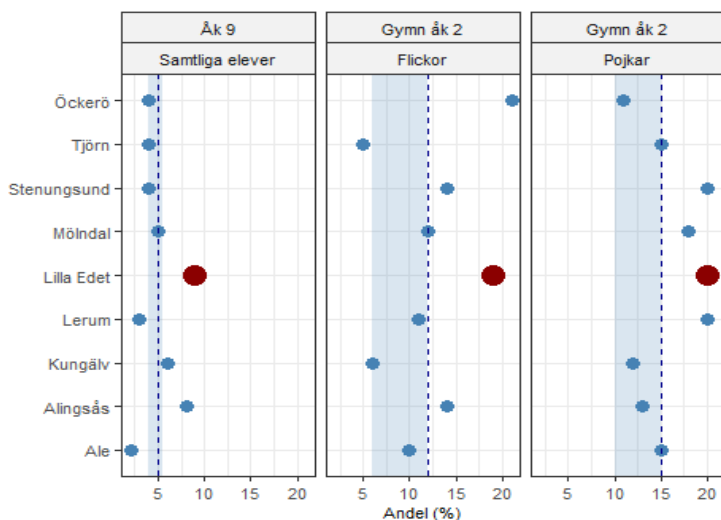 Åk 9
Gymn åk 2
Gymn åk 2
Samtliga elever
Flickor
Pojkar
Öckerö
Tjörn
Stenungsund
Mölndal
Lilla Edet
Lerum
Kungälv
Alingsås
Ale
5 10 15 20 5 10 15 20 5 10 15 20
Andel (%)